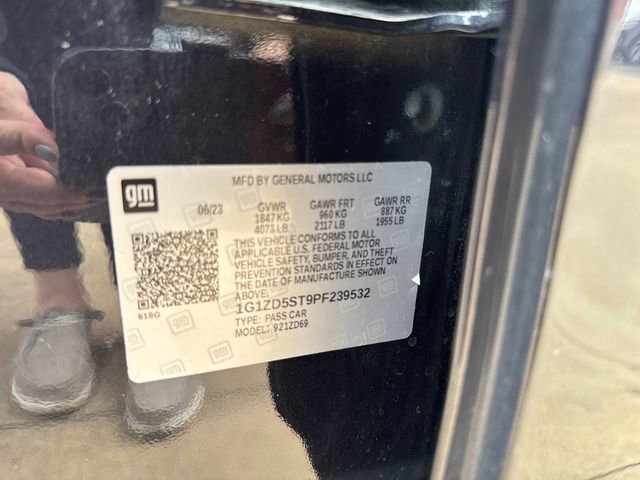 gm
MFD BY GENERAL MOTORS LLC
06/23 GVWR GAWR FRT GAWR RR
1847 KG 960 KG 887 KG
4073 LB 2117 LB 1955 LB
THIS VEHICLE CONFORMS TO ALL
APPLICABLE U.S. FEDERAL MOTOR
VEHICLE SAFETY, BUMPER, AND THEFT
PREVENTION STANDARDS IN EFFECT ON
THE DATE OF MANUFACTURE SHOWN
ABOVE.
618G
1G1ZD5ST9PF239532
TYPE: PASS CAR
MODEL: 921ZD69